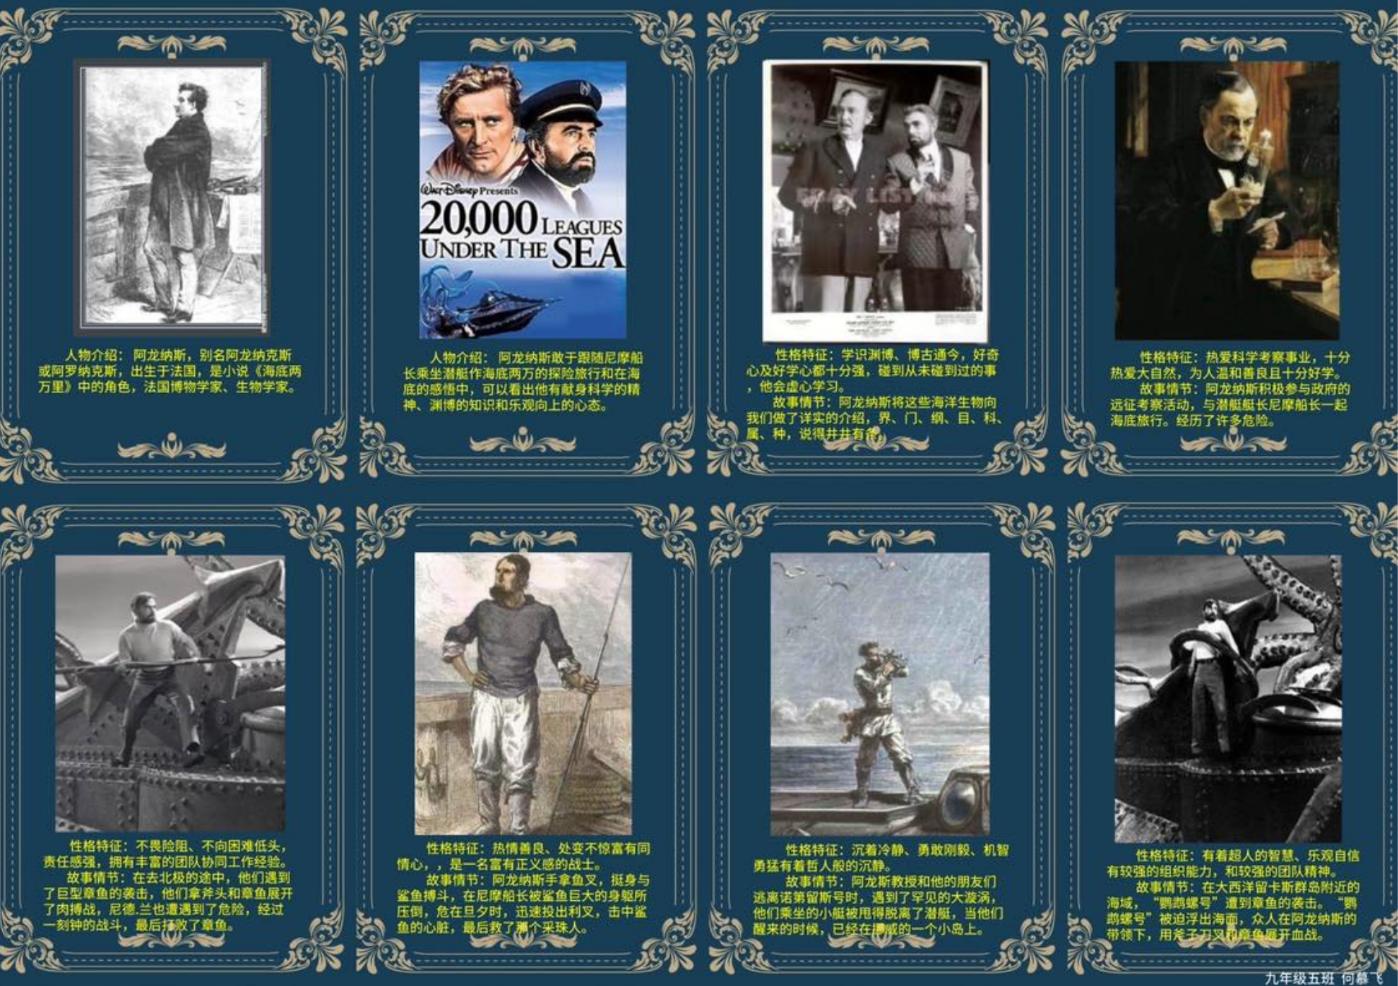 人物介绍： 阿龙纳斯，别名阿龙纳克斯
或阿罗纳克斯，出生于法国，是小说《海底两
万里》中的角色，法国博物学家、生物学家。
WALT DISNEY Presents
20,000 LEAGUES
UNDER THE SEA
人物介绍： 阿龙纳斯敢于跟随尼摩船
长乘坐潜艇作海底两万的探险旅行和在海
底的感悟中，可以看出他有献身科学的精
神、渊博的知识和乐观向上的心态。
性格特征：学识渊博、博古通今，好奇
心及好学心都十分强，碰到从未碰到过的事
，他会虚心学习。
故事情节：阿龙纳斯将这些海洋生物向
我们做了详实的介绍，界、门、纲、目、科、
属、种，说得井井有条。
性格特征：热爱科学考察事业，十分
热爱大自然，为人温和善良且十分好学。
故事情节：阿龙纳斯积极参与政府的
远征考察活动，与潜艇艇长尼摩船长一起
海底旅行。经历了许多危险。
性格特征：不畏险阻、不向困难低头，
责任感强，拥有丰富的团队协同工作经验。
故事情节：在去北极的途中，他们遇到
了巨型章鱼的袭击，他们拿斧头和章鱼展开
了肉搏战，尼德.兰也遭遇到了危险，经过
一刻钟的战斗，最后打败了章鱼。
性格特征：热情善良、处变不惊富有同
情心，，是一名富有正义感的战士。
故事情节：阿龙纳斯手拿鱼叉，挺身与
鲨鱼搏斗，在尼摩船长被鲨鱼巨大的身躯所
压倒，危在旦夕时，迅速投出利叉，击中鲨
鱼的心脏，最后救了那个采珠人。
性格特征：沉着冷静、勇敢刚毅、机智
勇猛有着哲人般的沉静。
故事情节：阿龙斯教授和他的朋友们
逃离诺第留斯号时，遇到了罕见的大漩涡，
他们乘坐的小艇被甩得脱离了潜艇，当他们
醒来的时候，已经在挪威的一个小岛上。
性格特征：有着超人的智慧、乐观自信
有较强的组织能力，和较强的团队精神。
故事情节：在大西洋留卡斯群岛附近的
海域，“鹦鹉螺号”遭到章鱼的袭击。“鹦
鹉螺号”被迫浮出海面，众人在阿龙纳斯的
带领下，用斧子刀叉和章鱼展开血战。
九年级五班 何慕飞